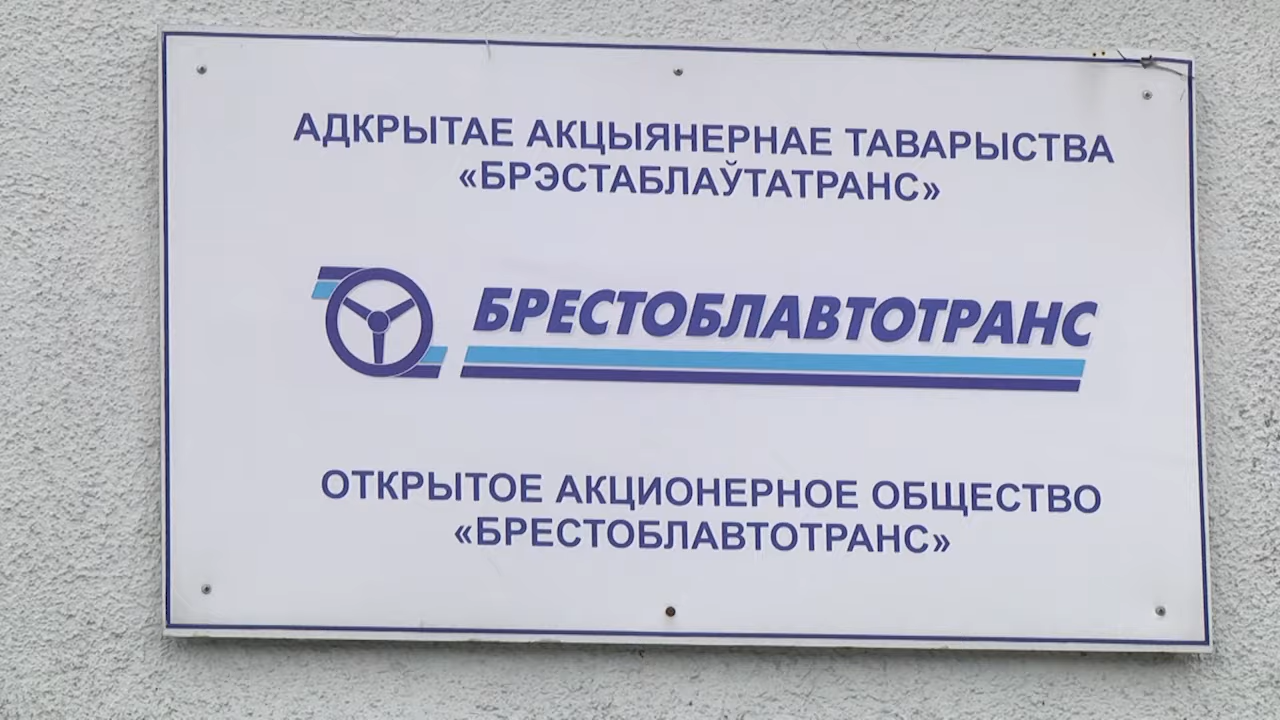 АДКРЫТАЕ АКЦЫЯНЕРНАЕ ТАВАРЫСТВА
«БРЭСТАБЛАЎТАТРАНС»
БРЕСТОБЛАВТОТРАНС
ОТКРЫТОЕ АКЦИОНЕРНОЕ ОБЩЕСТВО
«БРЕСТОБЛАВТОТРАНС»